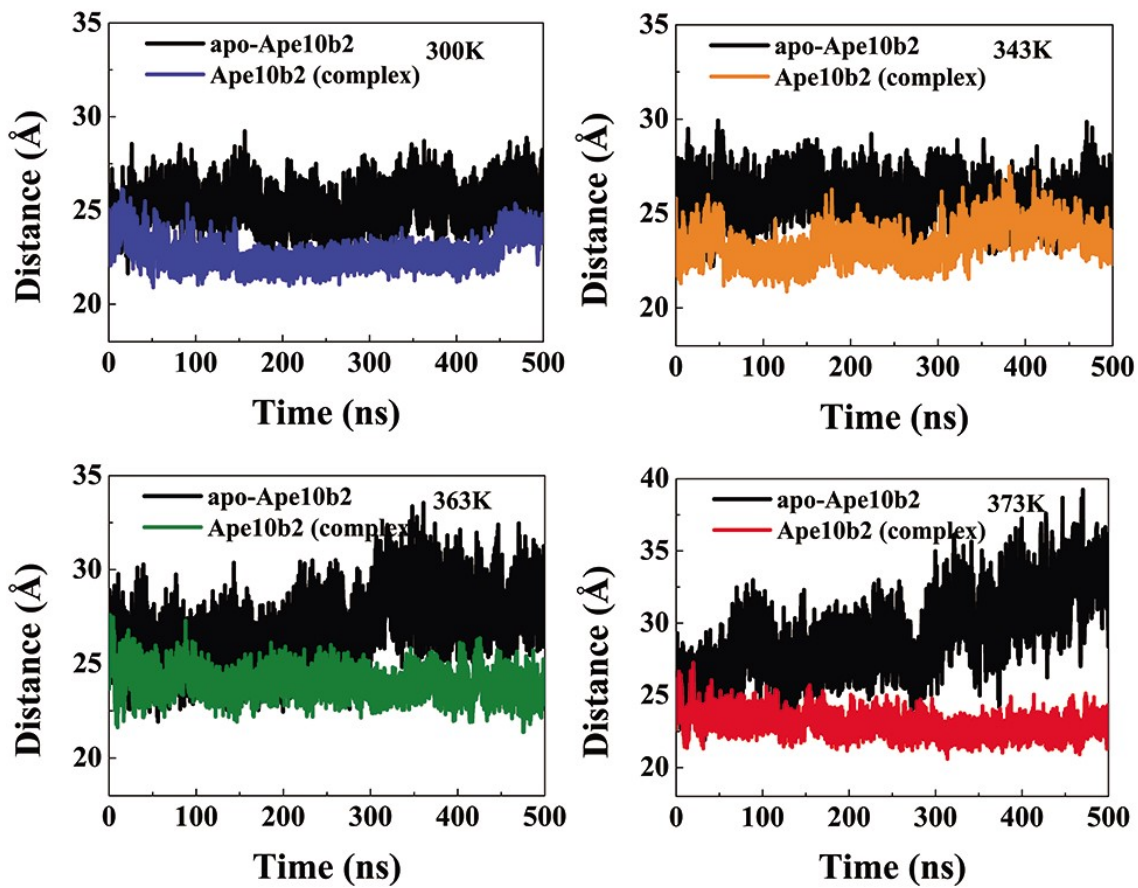 35
apo-Ape10b2
300K
Ape10b2 (complex)
30
25
20
Distance (Å)
0 100 200 300 400 500
Time (ns)
35
apo-Ape10b2
343K
Ape10b2 (complex)
30
25
20
Distance (Å)
0 100 200 300 400 500
Time (ns)
35
apo-Ape10b2
363K
Ape10b2 (complex)
30
25
20
Distance (Å)
0 100 200 300 400 500
Time (ns)
40
apo-Ape10b2
373K
Ape10b2 (complex)
35
30
25
20
Distance (Å)
0 100 200 300 400 500
Time (ns)